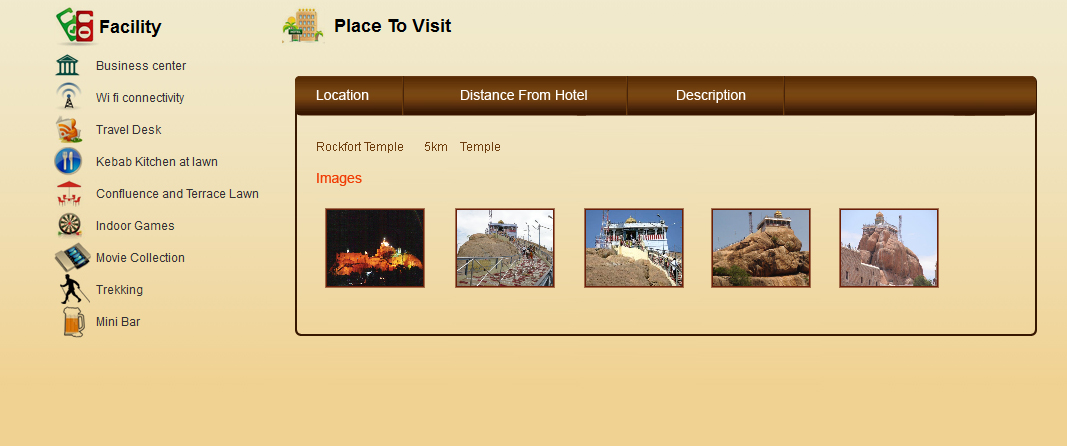 Facility
Business center
Wi fi connectivity
Travel Desk
Kebab Kitchen at lawn
Confluence and Terrace Lawn
Indoor Games
Movie Collection
Trekking
Mini Bar
Place To Visit
Location Distance From Hotel Description
Rockfort Temple 5km Temple
Images